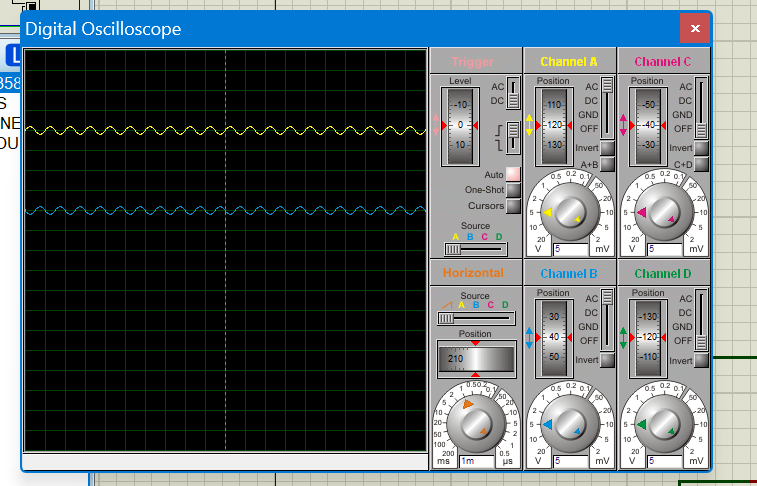 Digital Oscilloscope
L
358
S
NE
OU
Trigger
Level
-10
0
10
AC
DC
Auto
One-Shot
Cursors
Source
A B C D
Channel A
Position
110
-120
130
AC
DC
GND
OFF
Invert
A+B
20 10 5 2 1 0.5 0.2 0.1 50 20 10 5 2
V 5 mV
Channel C
Position
-50
-40
-30
AC
DC
GND
OFF
Invert
C+D
20 10 5 2 1 0.5 0.2 0.1 50 20 10 5 2
V 5 mV
Horizontal
Source
A B C D
Position
210
200 100 50 20 10 5 2 1 0.5 0.2 0.1 50 20 10 5 2 1 0.5
ms 1m µs
Channel B
Position
30
40
50
AC
DC
GND
OFF
Invert
20 10 5 2 1 0.5 0.2 0.1 50 20 10 5 2
V 5 mV
Channel D
Position
-130
-120
-110
AC
DC
GND
OFF
Invert
20 10 5 2 1 0.5 0.2 0.1 50 20 10 5 2
V 5 mV